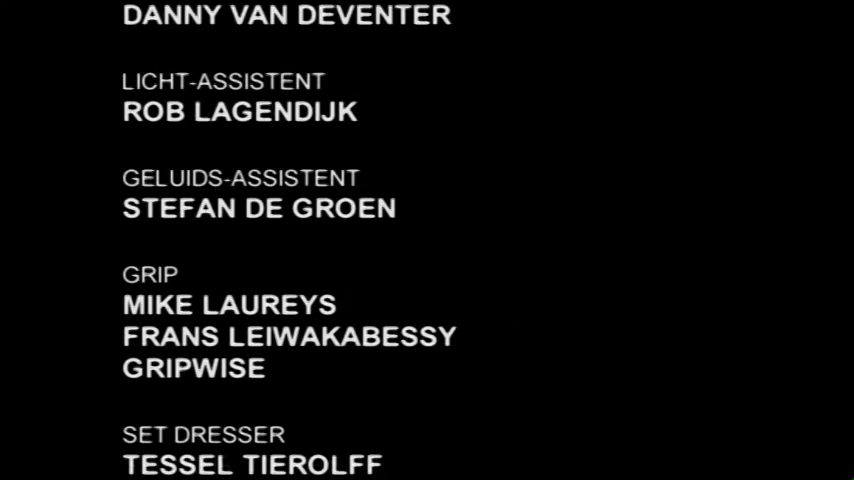 DANNY VAN DEVENTER
LICHT-ASSISTENT
ROB LAGENDIJK
GELUIDS-ASSISTENT
STEFAN DE GROEN
GRIP
MIKE LAUREYS
FRANS LEIWAKABESSY
GRIPWISE
SET DRESSER
TESSEL TIEROLFF